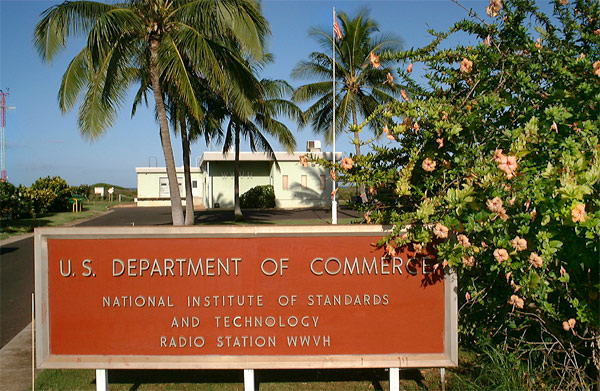 U.S. DEPARTMENT OF COMMERCE
NATIONAL INSTITUTE OF STANDARDS
AND TECHNOLOGY
RADIO STATION WWVH